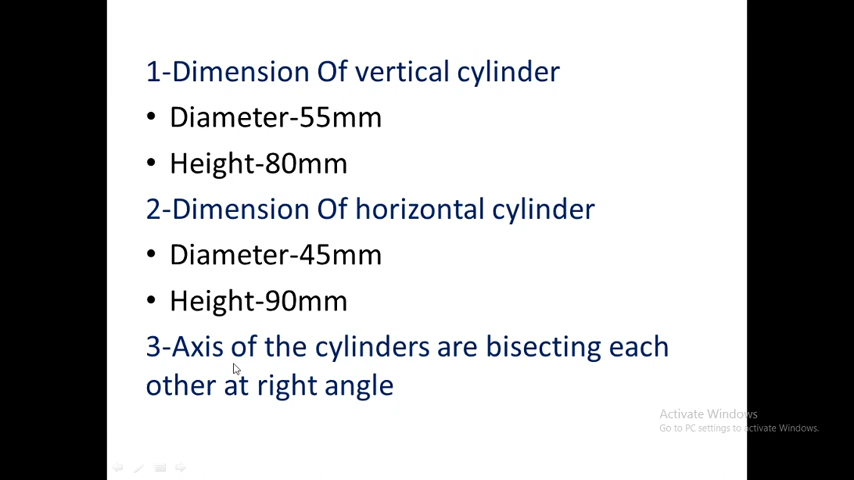 1-Dimension Of vertical cylinder
• Diameter-55mm
• Height-80mm
2-Dimension Of horizontal cylinder
• Diameter-45mm
• Height-90mm
3-Axis of the cylinders are bisecting each
other at right angle
Activate Windows
Go to PC settings to activate Windows.